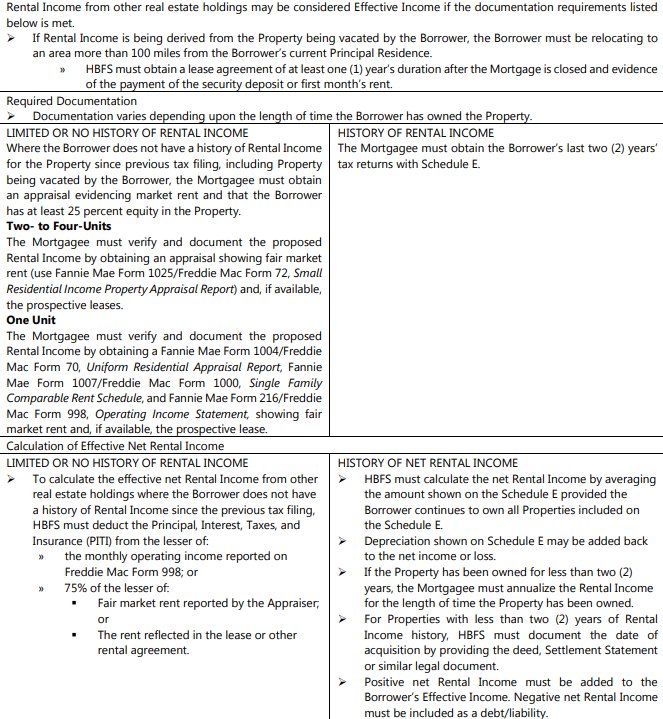 Rental Income from other real estate holdings may be considered Effective Income if the documentation requirements listed
below is met.
➢ If Rental Income is being derived from the Property being vacated by the Borrower, the Borrower must be relocating to
an area more than 100 miles from the Borrower's current Principal Residence.
» HBFS must obtain a lease agreement of at least one (1) year's duration after the Mortgage is closed and evidence
of the payment of the security deposit or first month's rent.
Required Documentation
➢ Documentation varies depending upon the length of time the Borrower has owned the Property.
LIMITED OR NO HISTORY OF RENTAL INCOME
Where the Borrower does not have a history of Rental Income
for the Property since previous tax filing, including Property
being vacated by the Borrower, the Mortgagee must obtain
an appraisal evidencing market rent and that the Borrower
has at least 25 percent equity in the Property.
Two- to Four-Units
The Mortgagee must verify and document the proposed
Rental Income by obtaining an appraisal showing fair market
rent (use Fannie Mae Form 1025/Freddie Mac Form 72, Small
Residential Income Property Appraisal Report) and, if available,
the prospective leases.
One Unit
The Mortgagee must verify and document the proposed
Rental Income by obtaining a Fannie Mae Form 1004/Freddie
Mac Form 70, Uniform Residential Appraisal Report, Fannie
Mae Form 1007/Freddie Mac Form 1000, Single Family
Comparable Rent Schedule, and Fannie Mae Form 216/Freddie
Mac Form 998, Operating Income Statement, showing fair
market rent and, if available, the prospective lease.
HISTORY OF RENTAL INCOME
The Mortgagee must obtain the Borrower's last two (2) years'
tax returns with Schedule E.
Calculation of Effective Net Rental Income
LIMITED OR NO HISTORY OF RENTAL INCOME
➢ To calculate the effective net Rental Income from other
real estate holdings where the Borrower does not have
a history of Rental Income since the previous tax filing,
HBFS must deduct the Principal, Interest, Taxes, and
Insurance (PITI) from the lesser of:
» the monthly operating income reported on
Freddie Mac Form 998; or
» 75% of the lesser of:
▪ Fair market rent reported by the Appraiser;
or
▪ The rent reflected in the lease or other
rental agreement.
HISTORY OF NET RENTAL INCOME
➢ HBFS must calculate the net Rental Income by averaging
the amount shown on the Schedule E provided the
Borrower continues to own all Properties included on
the Schedule E.
➢ Depreciation shown on Schedule E may be added back
to the net income or loss.
➢ If the Property has been owned for less than two (2)
years, the Mortgagee must annualize the Rental Income
for the length of time the Property has been owned.
➢ For Properties with less than two (2) years of Rental
Income history, HBFS must document the date of
acquisition by providing the deed, Settlement Statement
or similar legal document.
➢ Positive net Rental Income must be added to the
Borrower's Effective Income. Negative net Rental Income
must be included as a debt/liability.